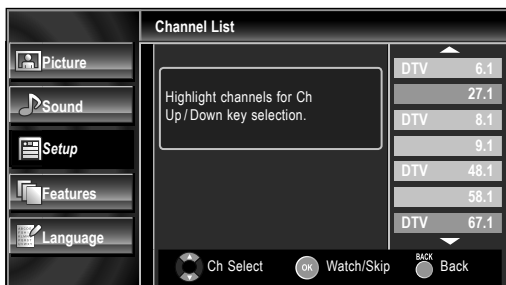 Channel List
Picture
Sound
Setup
Features
Language
Highlight channels for Ch
Up/Down key selection.
DTV 6.1
27.1
DTV 8.1
9.1
DTV 48.1
58.1
DTV 67.1
Ch Select
OK Watch/Skip
BACK Back